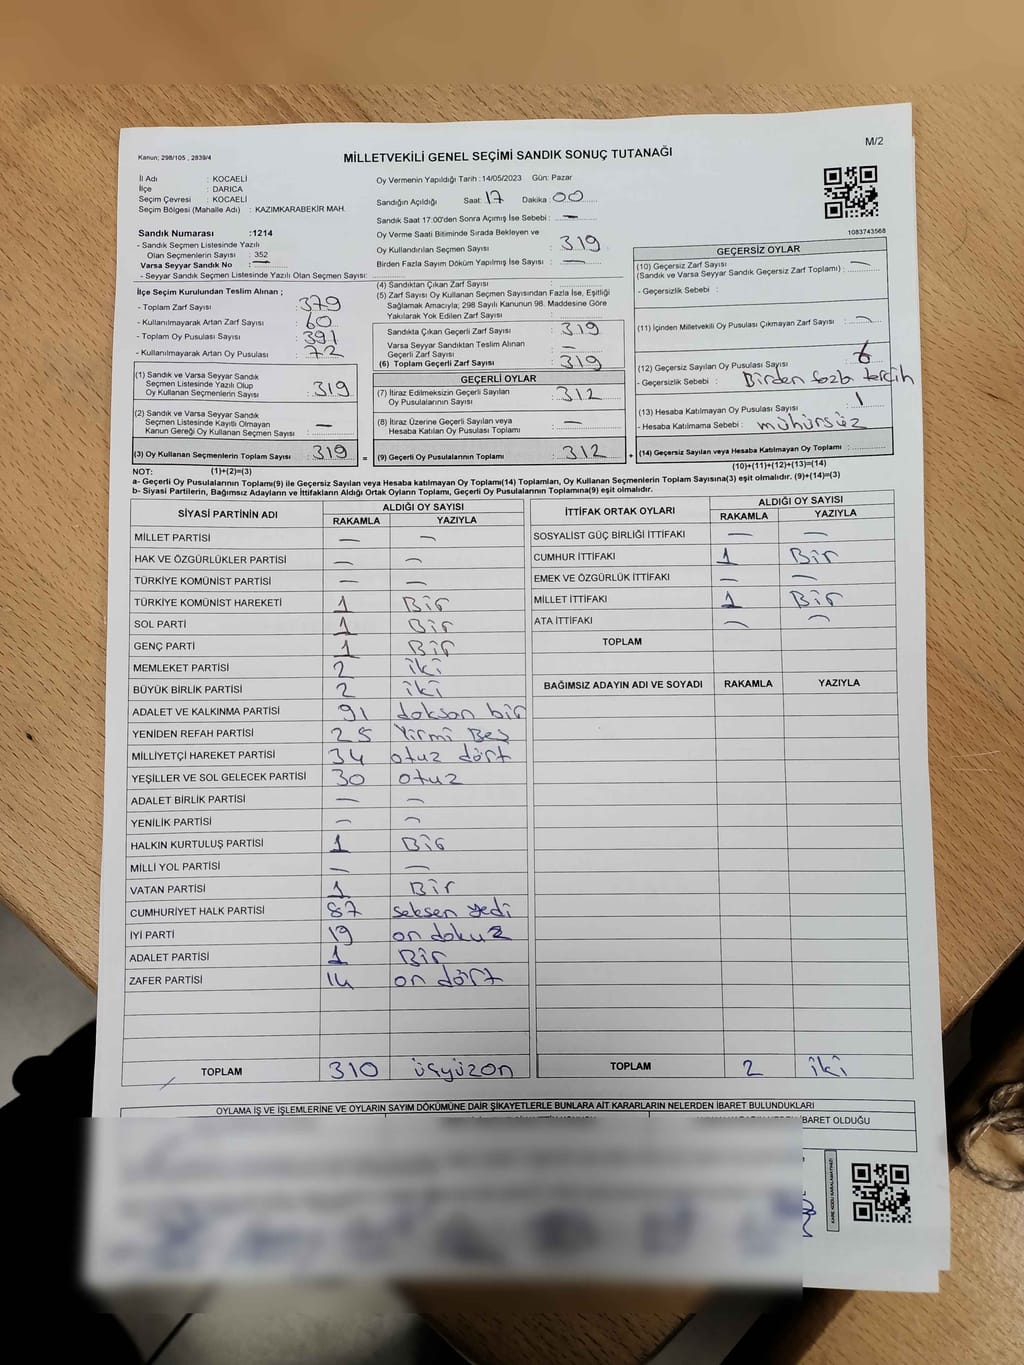 M/2
Kanun; 298/105 , 2839/4
MİLLETVEKİLİ GENEL SEÇİMİ SANDIK SONUÇ TUTANAĞI
İl Adı : KOCAELİ
İlçe : DARICA
Seçim Çevresi : KOCAELİ
Seçim Bölgesi (Mahalle Adı) : KAZIMKARABEKİR MAH.
Sandık Numarası :1214
- Sandık Seçmen Listesinde Yazılı
Olan Seçmenlerin Sayısı : 352
Varsa Seyyar Sandık No : —
- Seyyar Sandık Seçmen Listesinde Yazılı Olan Seçmen Sayısı:
Oy Vermenin Yapıldığı Tarih :14/05/2023 Gün: Pazar
Sandığın Açıldığı Saat: 17 Dakika : 00
Sandık Saat 17:00'den Sonra Açımış İse Sebebi : —
Oy Verme Saati Bitiminde Sırada Bekleyen ve
Oy Kullandırılan Seçmen Sayısı : 319
Birden Fazla Sayım Döküm Yapılmış İse Sayısı : —
1083743568
İlçe Seçim Kurulundan Teslim Alınan ;
- Toplam Zarf Sayısı : 379
- Kullanılmayarak Artan Zarf Sayısı : 60
- Toplam Oy Pusulası Sayısı : 391
- Kullanılmayarak Artan Oy Pusulası : 72
(4) Sandıktan Çıkan Zarf Sayısı :
(5) Zarf Sayısı Oy Kullanan Seçmen Sayısından Fazla İse, Eşitliği
Sağlamak Amacıyla; 298 Sayılı Kanunun 98. Maddesine Göre
Yakılarak Yok Edilen Zarf Sayısı :
Sandıkta Çıkan Geçerli Zarf Sayısı : 319
Varsa Seyyar Sandıktan Teslim Alınan
Geçerli Zarf Sayısı : —
(6) Toplam Geçerli Zarf Sayısı : 319
GEÇERSİZ OYLAR
(10) Geçersiz Zarf Sayısı
(Sandık ve Varsa Seyyar Sandık Geçersiz Zarf Toplamı) : —
- Geçersizlik Sebebi :
(11) İçinden Milletvekili Oy Pusulası Çıkmayan Zarf Sayısı : —
(12) Geçersiz Sayılan Oy Pusulası Sayısı : 6
- Geçersizlik Sebebi : Birden fazla tercih
(13) Hesaba Katılmayan Oy Pusulası Sayısı : 1
- Hesaba Katılmama Sebebi : mühürsüz
(14) Geçersiz Sayılan veya Hesaba Katılmayan Oy Toplamı :
(10)+(11)+(12)+(13)=(14)
(1) Sandık ve Varsa Seyyar Sandık
Seçmen Listesinde Yazılı Olup
Oy Kullanan Seçmenlerin Sayısı : 319
(2) Sandık ve Varsa Seyyar Sandık
Seçmen Listesinde Kayıtlı Olmayan
Kanun Gereği Oy Kullanan Seçmen Sayısı : —
(3) Oy Kullanan Seçmenlerin Toplam Sayısı : 319 =
GEÇERLİ OYLAR
(7) İtiraz Edilmeksizin Geçerli Sayılan
Oy Pusulalarının Sayısı : 312
(8) İtiraz Üzerine Geçerli Sayılan veya
Hesaba Katılan Oy Pusulası Toplamı : —
(9) Geçerli Oy Pusulalarının Toplamı : 312 +
NOT: (1)+(2)=(3)
a- Geçerli Oy Pusulalarının Toplamı(9) ile Geçersiz Sayılan veya Hesaba Katılmayan Oy Toplamı(14) Toplamları, Oy Kullanan Seçmenlerin Toplam Sayısına(3) eşit olmalıdır. (9)+(14)=(3)
b- Siyasi Partilerin, Bağımsız Adayların ve İttifakların Aldığı Ortak Oyların Toplamı, Geçerli Oy Pusulalarının Toplamına(9) eşit olmalıdır.
SİYASİ PARTİNİN ADI ALDIĞI OY SAYISI
RAKAMLA YAZIYLA
MİLLET PARTİSİ — —
HAK VE ÖZGÜRLÜKLER PARTİSİ — —
TÜRKİYE KOMÜNİST PARTİSİ — —
TÜRKİYE KOMÜNİST HAREKETİ 1 Bir
SOL PARTİ 1 Bir
GENÇ PARTİ 1 Bir
MEMLEKET PARTİSİ 2 iki
BÜYÜK BİRLİK PARTİSİ 2 iki
ADALET VE KALKINMA PARTİSİ 91 doksan bir
YENİDEN REFAH PARTİSİ 25 Yirmi Beş
MİLLİYETÇİ HAREKET PARTİSİ 34 otuz dört
YEŞİLLER VE SOL GELECEK PARTİSİ 30 otuz
ADALET BİRLİK PARTİSİ — —
YENİLİK PARTİSİ — —
HALKIN KURTULUŞ PARTİSİ 1 Bir
MİLLİ YOL PARTİSİ — —
VATAN PARTİSİ 1 Bir
CUMHURİYET HALK PARTİSİ 87 seksen yedi
İYİ PARTİ 19 on dokuz
ADALET PARTİSİ 1 Bir
ZAFER PARTİSİ 14 on dört
TOPLAM 310 üçyüzon
İTTİFAK ORTAK OYLARI ALDIĞI OY SAYISI
RAKAMLA YAZIYLA
SOSYALİST GÜÇ BİRLİĞİ İTTİFAKI — —
CUMHUR İTTİFAKI 1 Bir
EMEK VE ÖZGÜRLÜK İTTİFAKI — —
MİLLET İTTİFAKI 1 Bir
ATA İTTİFAKI — —
TOPLAM
BAĞIMSIZ ADAYIN ADI VE SOYADI RAKAMLA YAZIYLA
TOPLAM 2 iki
OYLAMA İŞ VE İŞLEMLERİNE VE OYLARIN SAYIM DÖKÜMÜNE DAİR ŞİKAYETLERLE BUNLARA AİT KARARLARIN NELERDEN İBARET BULUNDUKLARI
İBARET OLDUĞU
KARE KODU KARALAMAYINIZ!